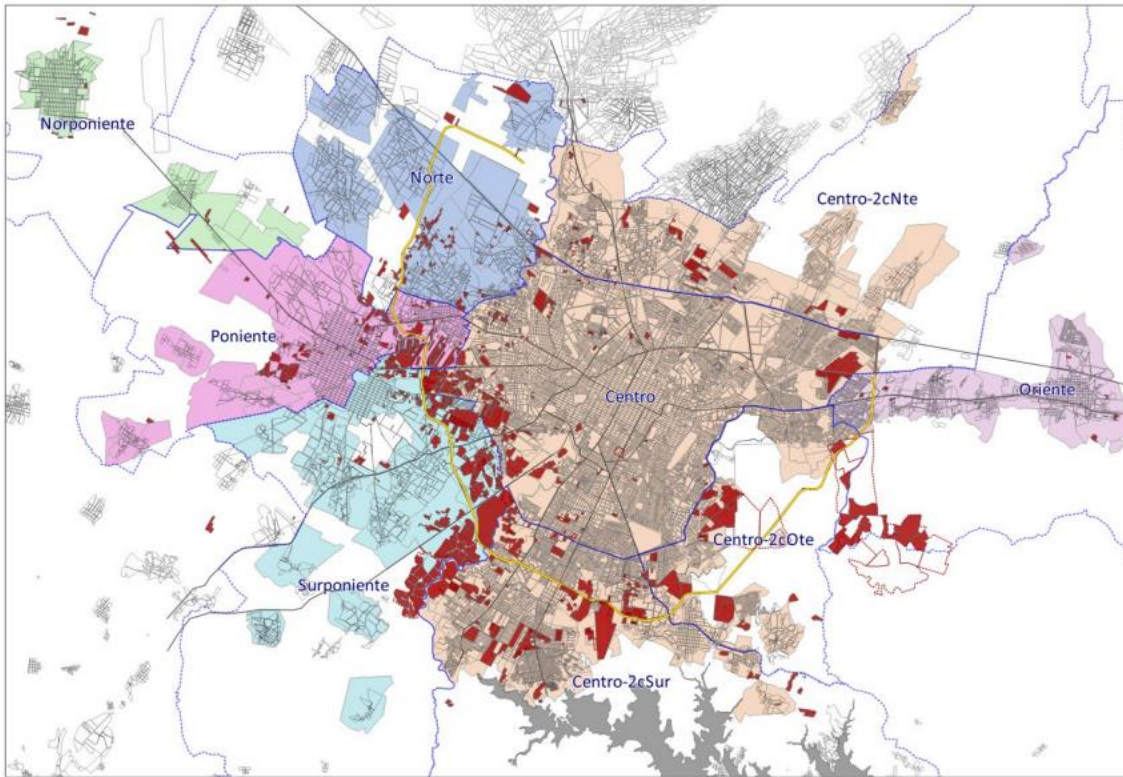 Norponiente
Norte
Centro-2cNte
Poniente
Centro
Oriente
Centro-2cOte
Surponiente
Centro-2cSur